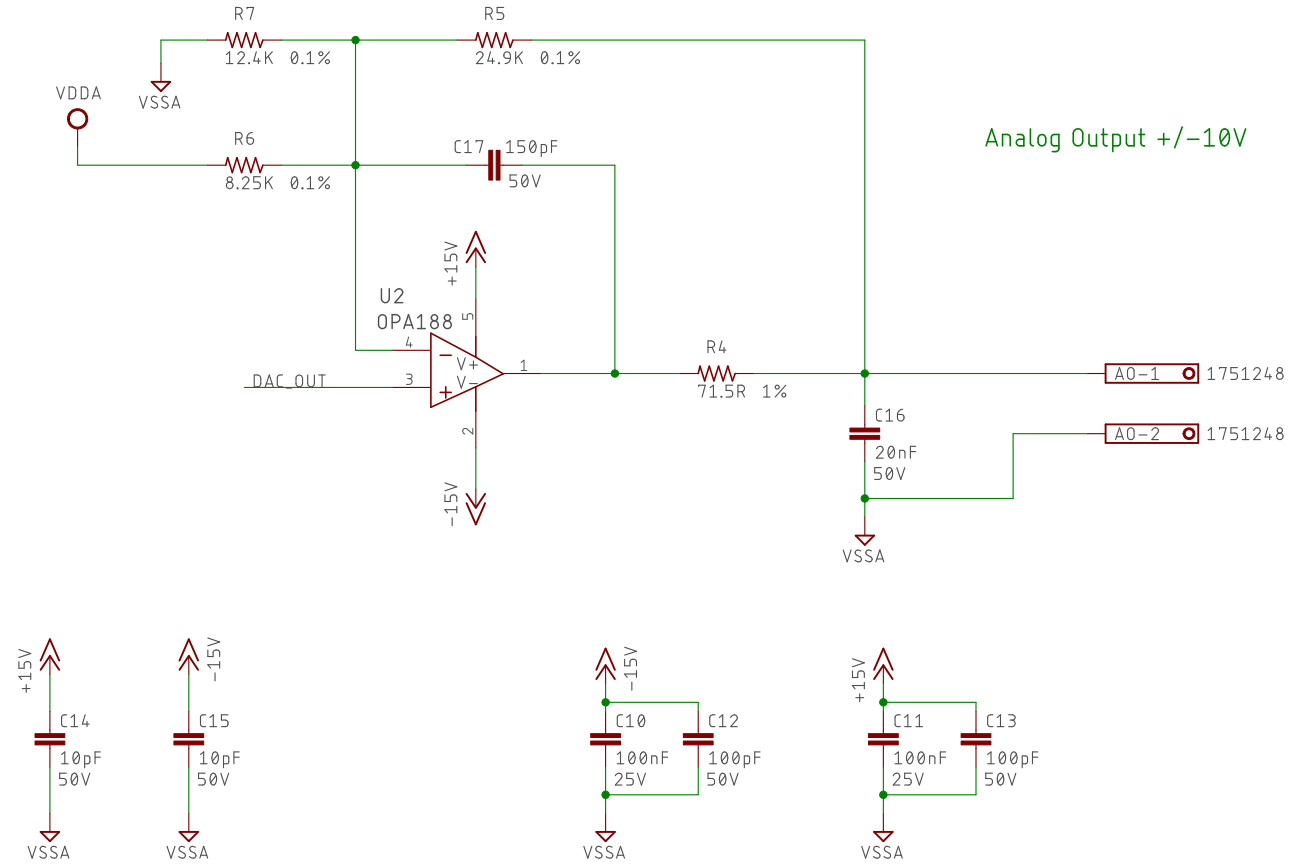 R7
12.4K 0.1%
R5
24.9K 0.1%
VSSA
VDDA
Analog Output +/-10V
R6
8.25K 0.1%
C17 150pF
50V
+15V
U2
OPA188
5
4
-
V+
1
DAC_OUT
3
+
V-
2
-15V
R4
71.5R 1%
AO-1 1751248
C16
20nF
50V
AO-2 1751248
VSSA
+15V
C14
10pF
50V
VSSA
-15V
C15
10pF
50V
VSSA
-15V
C10
100nF
25V
C12
100pF
50V
VSSA
+15V
C11
100nF
25V
C13
100pF
50V
VSSA